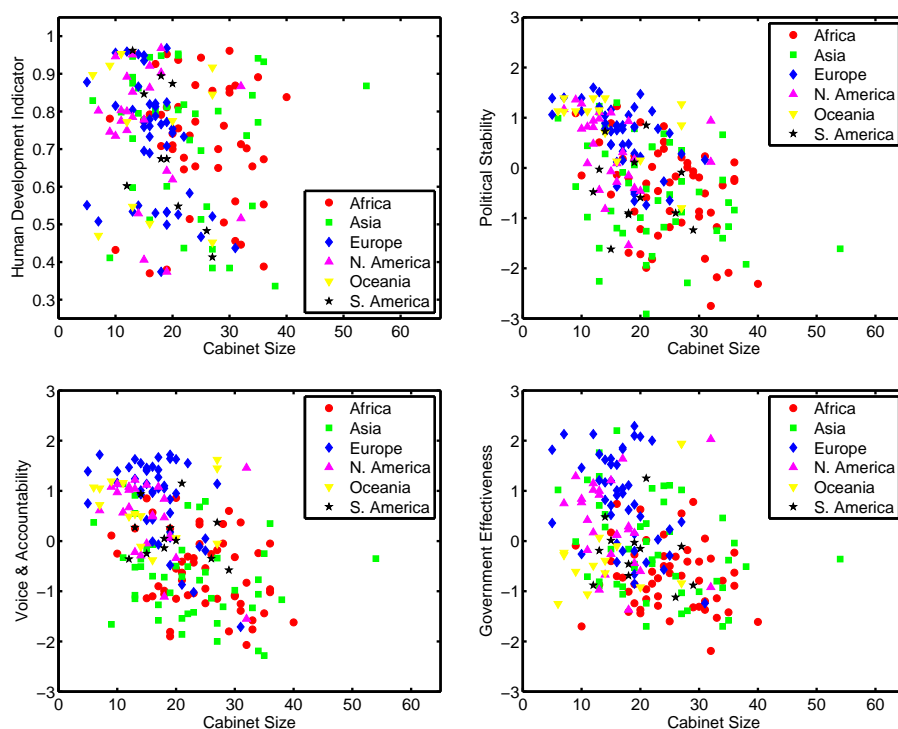 1
0.9
0.8
0.7
0.6
0.5
0.4
0.3
0 10 20 30 40 50 60
Human Development Indicator
Cabinet Size
Africa
Asia
Europe
N. America
Oceania
S. America
3
2
1
0
−1
−2
−3
0 10 20 30 40 50 60
Political Stability
Cabinet Size
Africa
Asia
Europe
N. America
Oceania
S. America
3
2
1
0
−1
−2
−3
0 10 20 30 40 50 60
Voice & Accountability
Cabinet Size
Africa
Asia
Europe
N. America
Oceania
S. America
3
2
1
0
−1
−2
−3
0 10 20 30 40 50 60
Government Effectiveness
Cabinet Size
Africa
Asia
Europe
N. America
Oceania
S. America